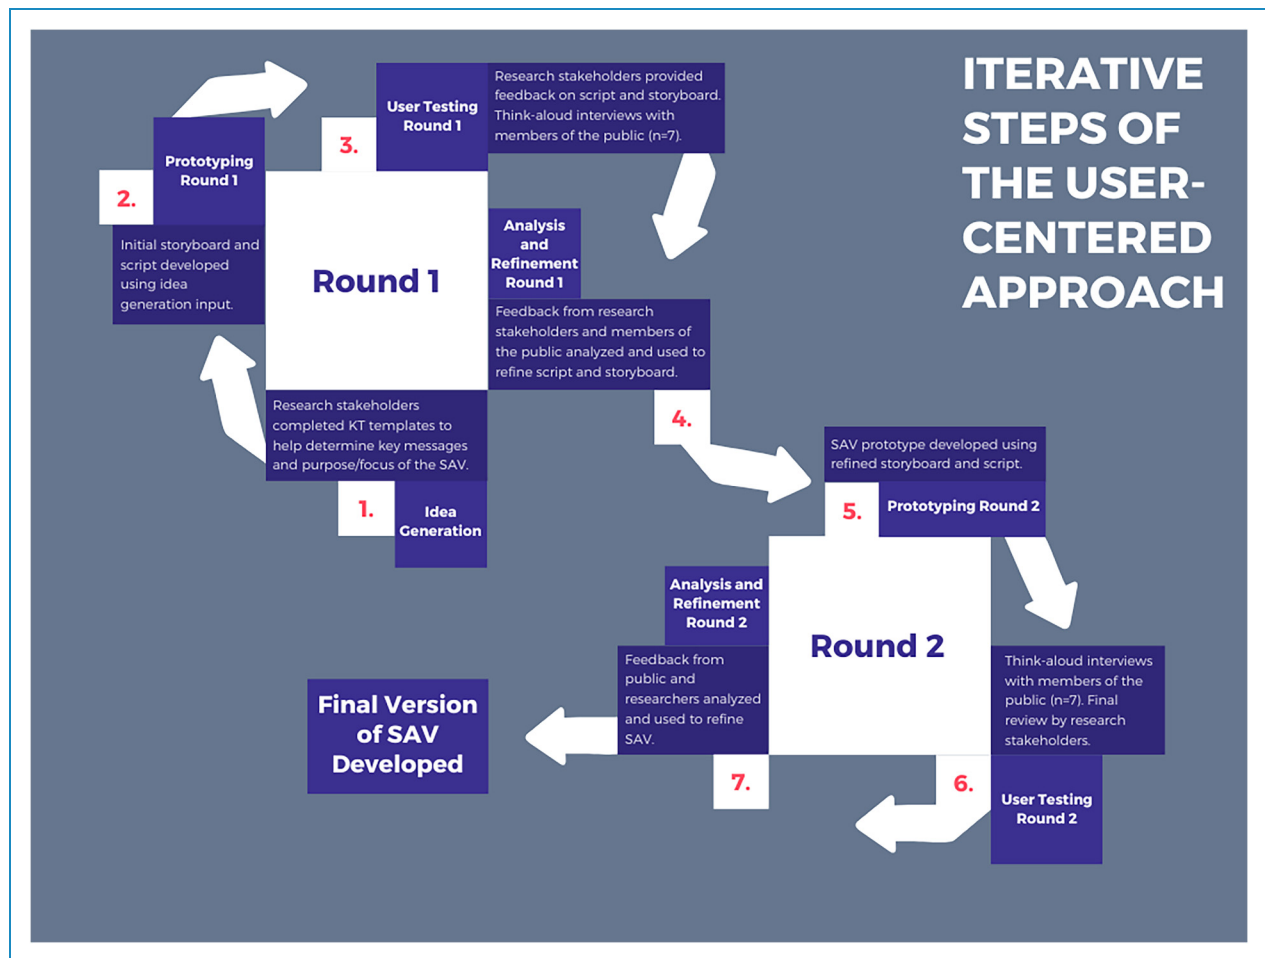 ITERATIVE
STEPS OF
THE USER-
CENTERED
APPROACH
Round 1
1.
Idea
Generation
Research stakeholders
completed KT templates to
help determine key messages
and purpose/focus of the SAV.
2.
Prototyping
Round 1
Initial storyboard and
script developed
using idea
generation input.
3.
User Testing
Round 1
Research stakeholders provided
feedback on script and storyboard.
Think-aloud interviews with
members of the public (n=7).
Analysis
and
Refinement
Round 1
Feedback from research
stakeholders and members of
the public analyzed and used to
refine script and storyboard.
4.
Round 2
SAV prototype developed using
refined storyboard and script.
5.
Prototyping Round 2
Think-aloud interviews
with members of the
public (n=7). Final
review by research
stakeholders.
6.
User Testing
Round 2
Analysis and
Refinement
Round 2
Feedback from
public and
researchers analyzed
and used to refine
SAV.
7.
Final Version
of SAV
Developed